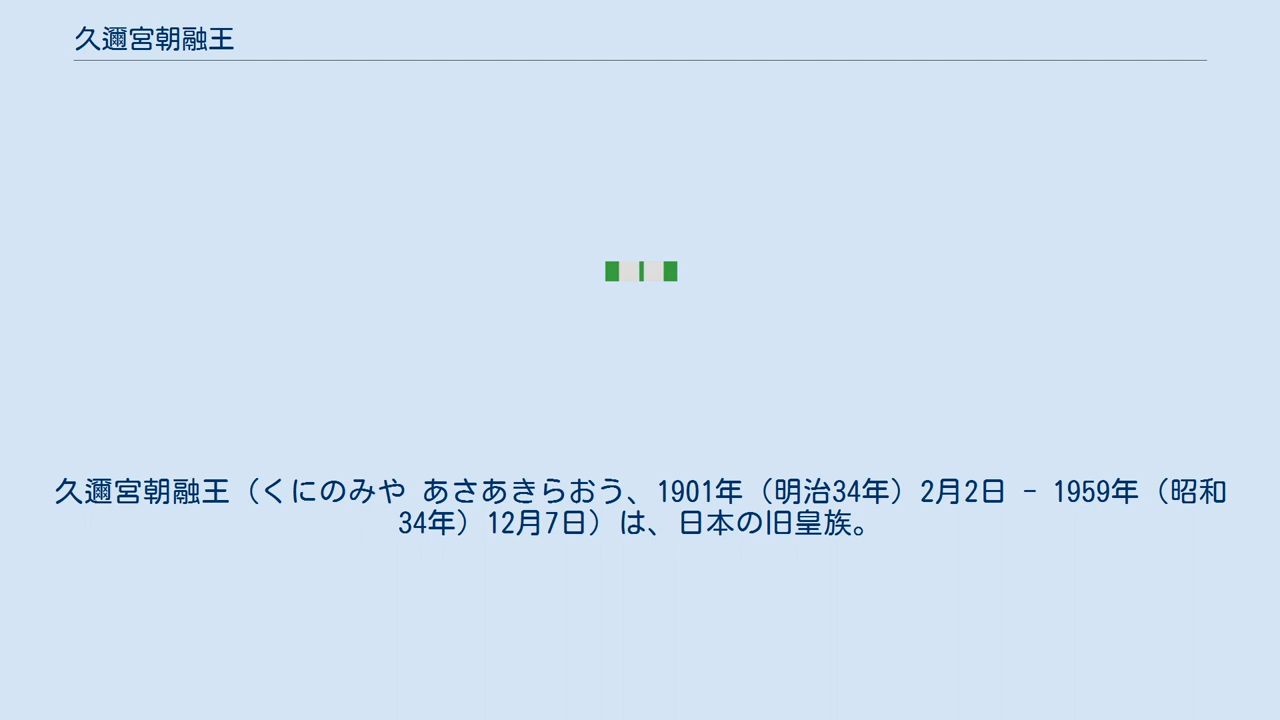 久邇宮朝融王
久邇宮朝融王（くにのみや あさあきらおう、1901年（明治34年）2月2日 - 1959年（昭和
34年）12月7日）は、日本の旧皇族。